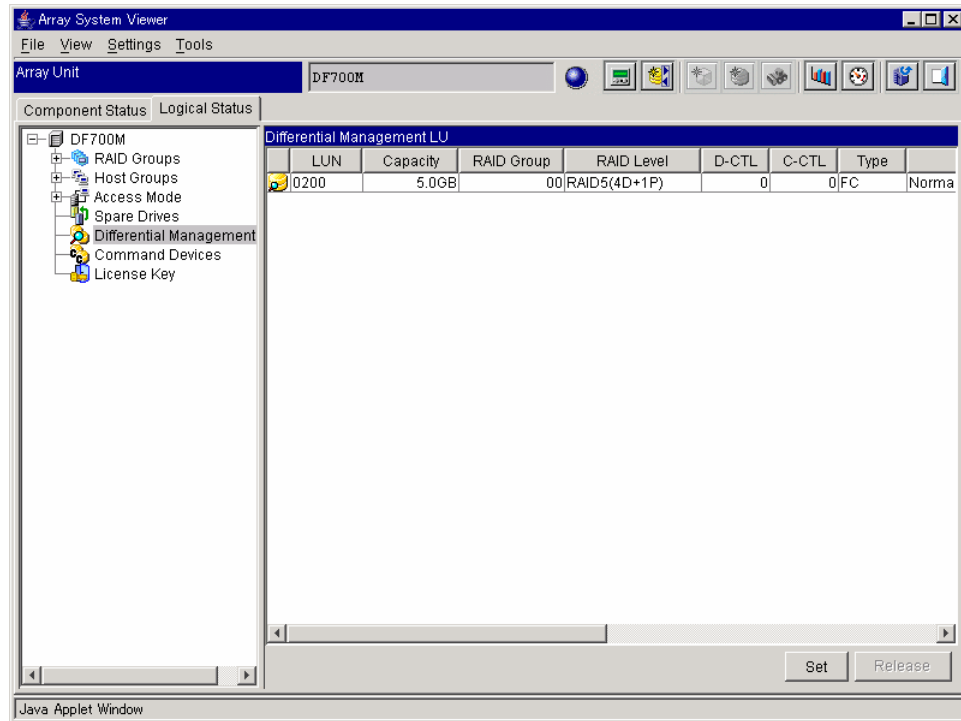 Array System Viewer
File View Settings Tools
Array Unit
DF700M
Component Status Logical Status
DF700M
RAID Groups
Host Groups
Access Mode
Spare Drives
Differential Management
Command Devices
License Key
Differential Management LU
LUN Capacity RAID Group RAID Level D-CTL C-CTL Type
0200 5.0GB 00 RAID5(4D+1P) 0 0 FC Norma
Set Release
Java Applet Window